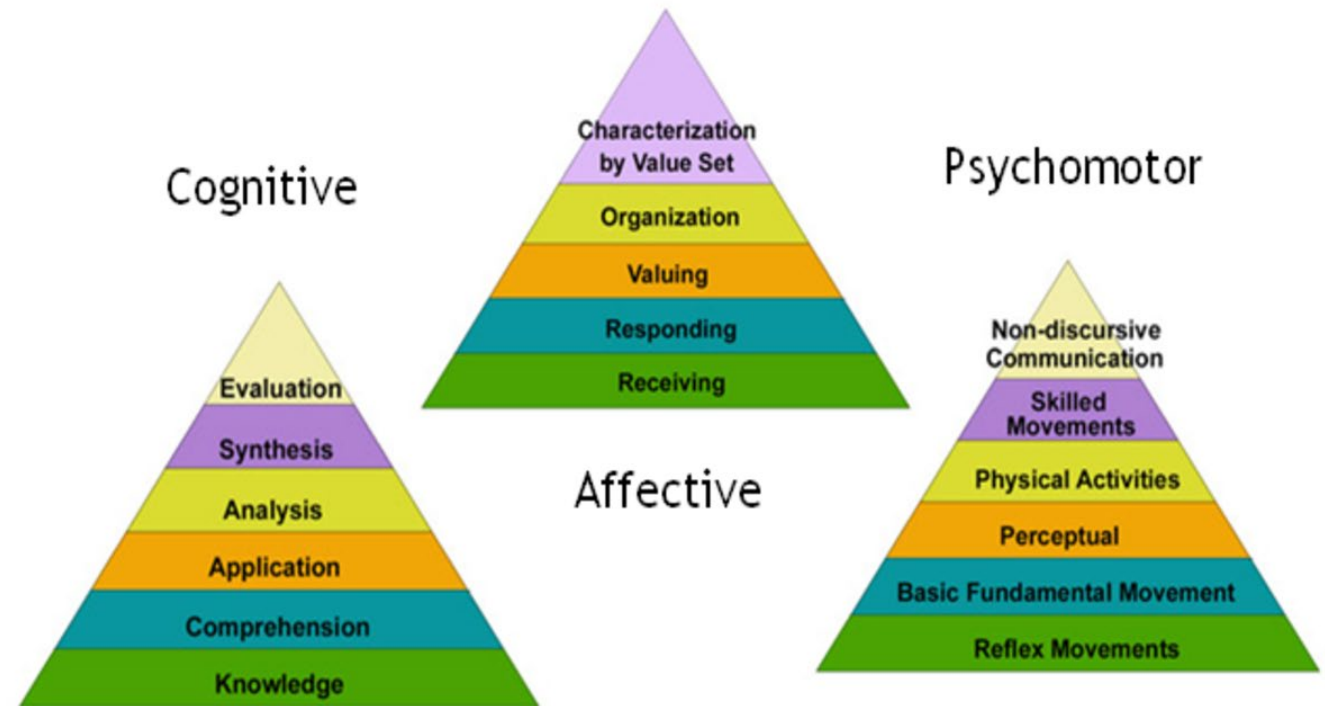 Cognitive
Evaluation
Synthesis
Analysis
Application
Comprehension
Knowledge
Characterization
by Value Set
Organization
Valuing
Responding
Receiving
Affective
Psychomotor
Non-discursive
Communication
Skilled
Movements
Physical Activities
Perceptual
Basic Fundamental Movement
Reflex Movements